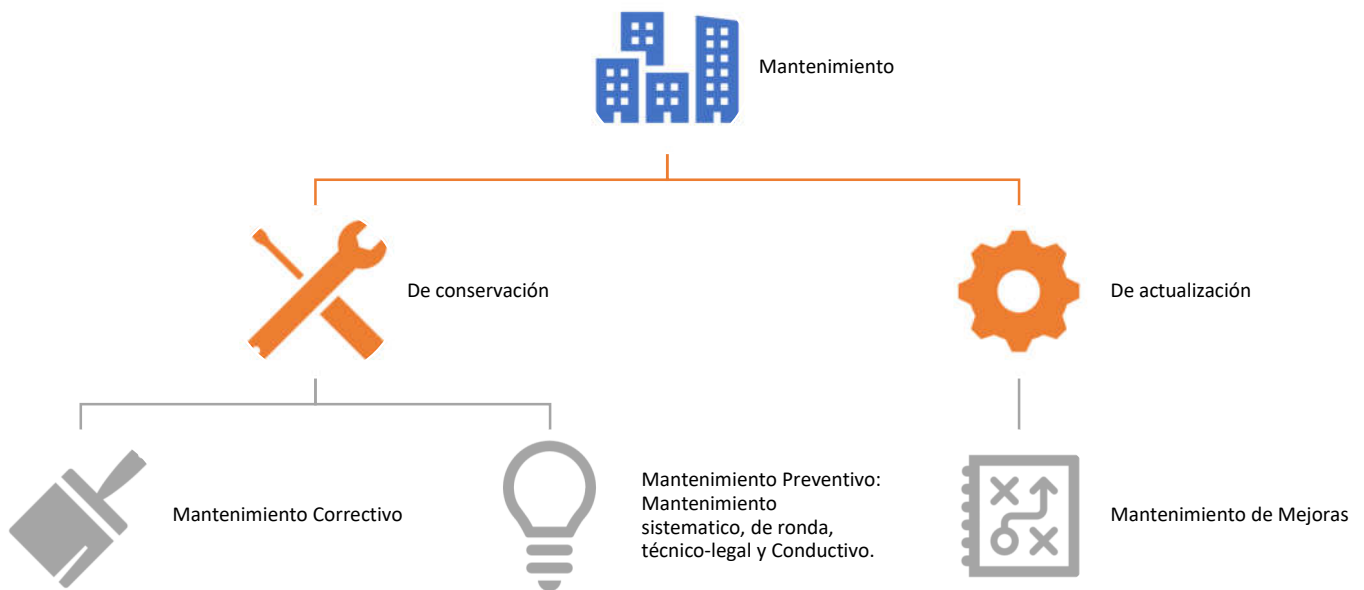 Mantenimiento
De conservación
De actualización
Mantenimiento Correctivo
Mantenimiento Preventivo:
Mantenimiento
sistematico, de ronda,
técnico-legal y Conductivo.
Mantenimiento de Mejoras